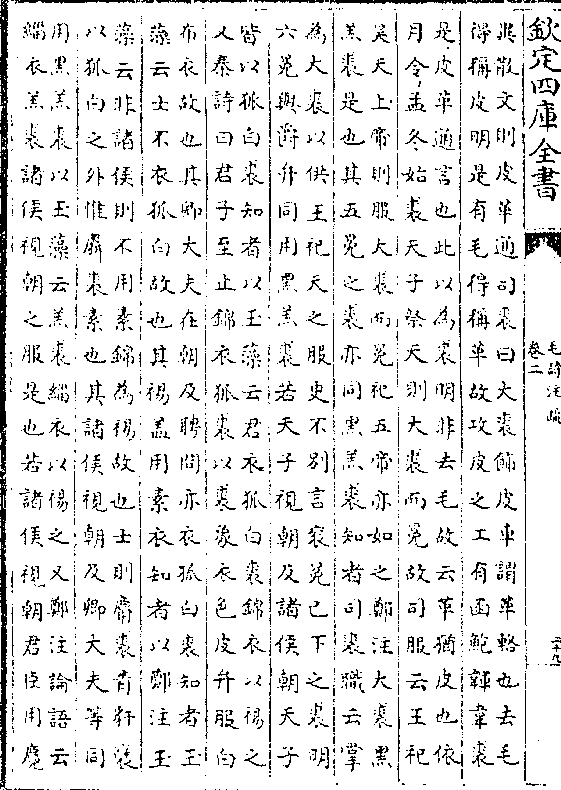 欽定四庫全書
毛詩注疏
卷二
二十九
異散文則皮革通司裘曰大裘飾皮車謂革輅也去毛
得稱皮明是有毛得稱革故攻皮之工有函鮑韗韋裘
是皮革通言也此以為裘明非去毛故云革猶皮也依
月令孟冬始裘天子祭天則大裘而冕故司服云王祀
昊天上帝則服大裘而冕祀五帝亦如之鄭注大裘黑
羔裘是也其五冕之裘亦同黑羔裘知者司裘職云掌
為大裘以供王祀天之服更不別言衮冕已下之裘明
六冕與爵弁同用黑羔裘若天子視朝及諸侯朝天子
皆以狐白裘知者以玉藻云君衣狐白裘錦衣以裼之
又秦詩曰君子至止錦衣狐裘以裘象衣色皮弁服白
布衣故也其卿大夫在朝及聘問亦衣狐白裘知者玉
藻云士不衣狐白故也其裼蓋用素衣知者以鄭注玉
藻云非諸侯則不用素錦為裼故也士則麛裘青豻褎
以狐白之外惟麛裘素也其諸侯視朝及卿大夫等同
用黑羔裘以玉藻云羔裘緇衣以裼之又鄭注論語云
緇衣羔裘諸侯視朝之服是也若諸侯視朝君臣用麑